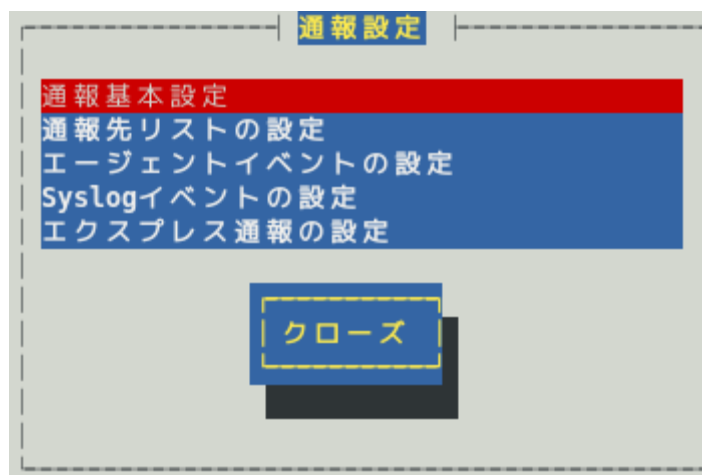 通報設定
通報基本設定
通報先リストの設定
エージェントイベントの設定
Syslogイベントの設定
エクスプレス通報の設定
クローズ